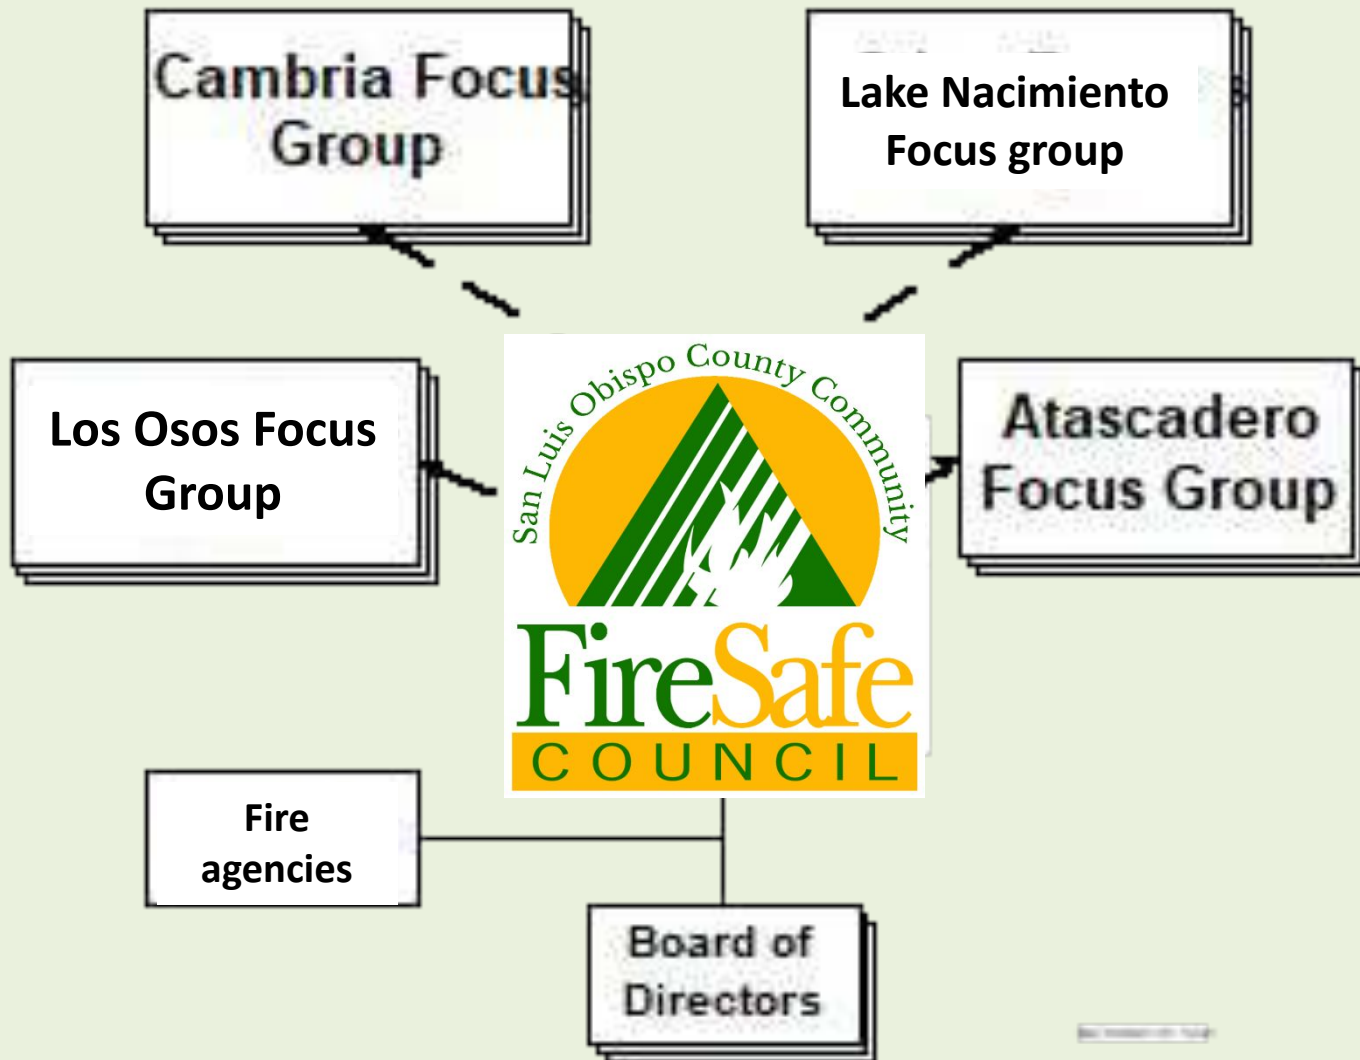 Cambria Focus
Group
Lake Nacimiento
Focus group
Los Osos Focus
Group
San Luis Obispo County Community
FireSafe
COUNCIL
Atascadero
Focus Group
Fire
agencies
Board of
Directors